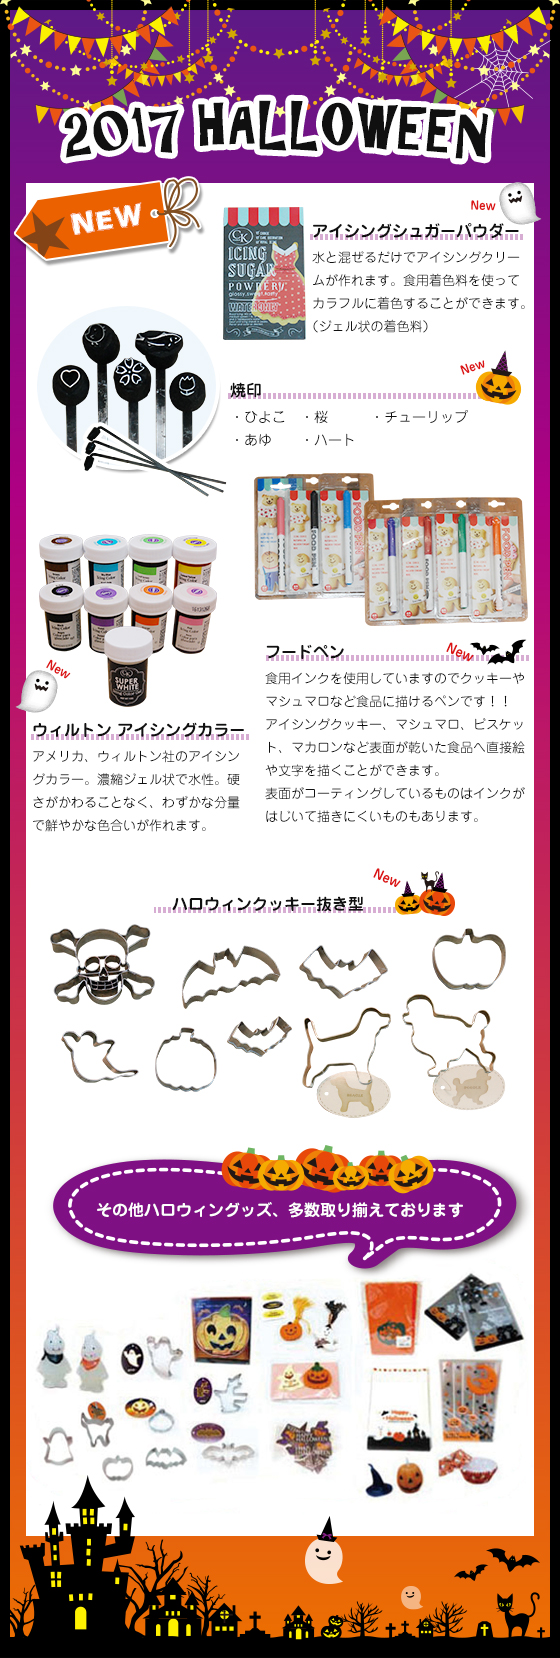 2017 HALLOWEEN
NEW
New
アイシングシュガーパウダー
水と混ぜるだけでアイシングクリー
ムが作れます。食用着色料を使って
カラフルに着色することができます。
（ジェル状の着色料）
ICING
SUGAR
POWDER
New
焼印
・ひよこ ・桜 ・チューリップ
・あゆ ・ハート
FOOD PEN
SUPER
WHITE
フードペン
New
食用インクを使用していますのでクッキーや
マシュマロなど食品に描けるペンです！！
アイシングクッキー、マシュマロ、ビスケッ
ト、マカロンなど表面が乾いた食品へ直接絵
や文字を描くことができます。
表面がコーティングしているものはインクが
はじいて描きにくいものもあります。
New
ウィルトン アイシングカラー
アメリカ、ウィルトン社のアイシン
グカラー。濃縮ジェル状で水性。硬
さがかわることなく、わずかな分量
で鮮やかな色合いが作れます。
New
ハロウィンクッキー抜き型
その他ハロウィングッズ、多数取り揃えております